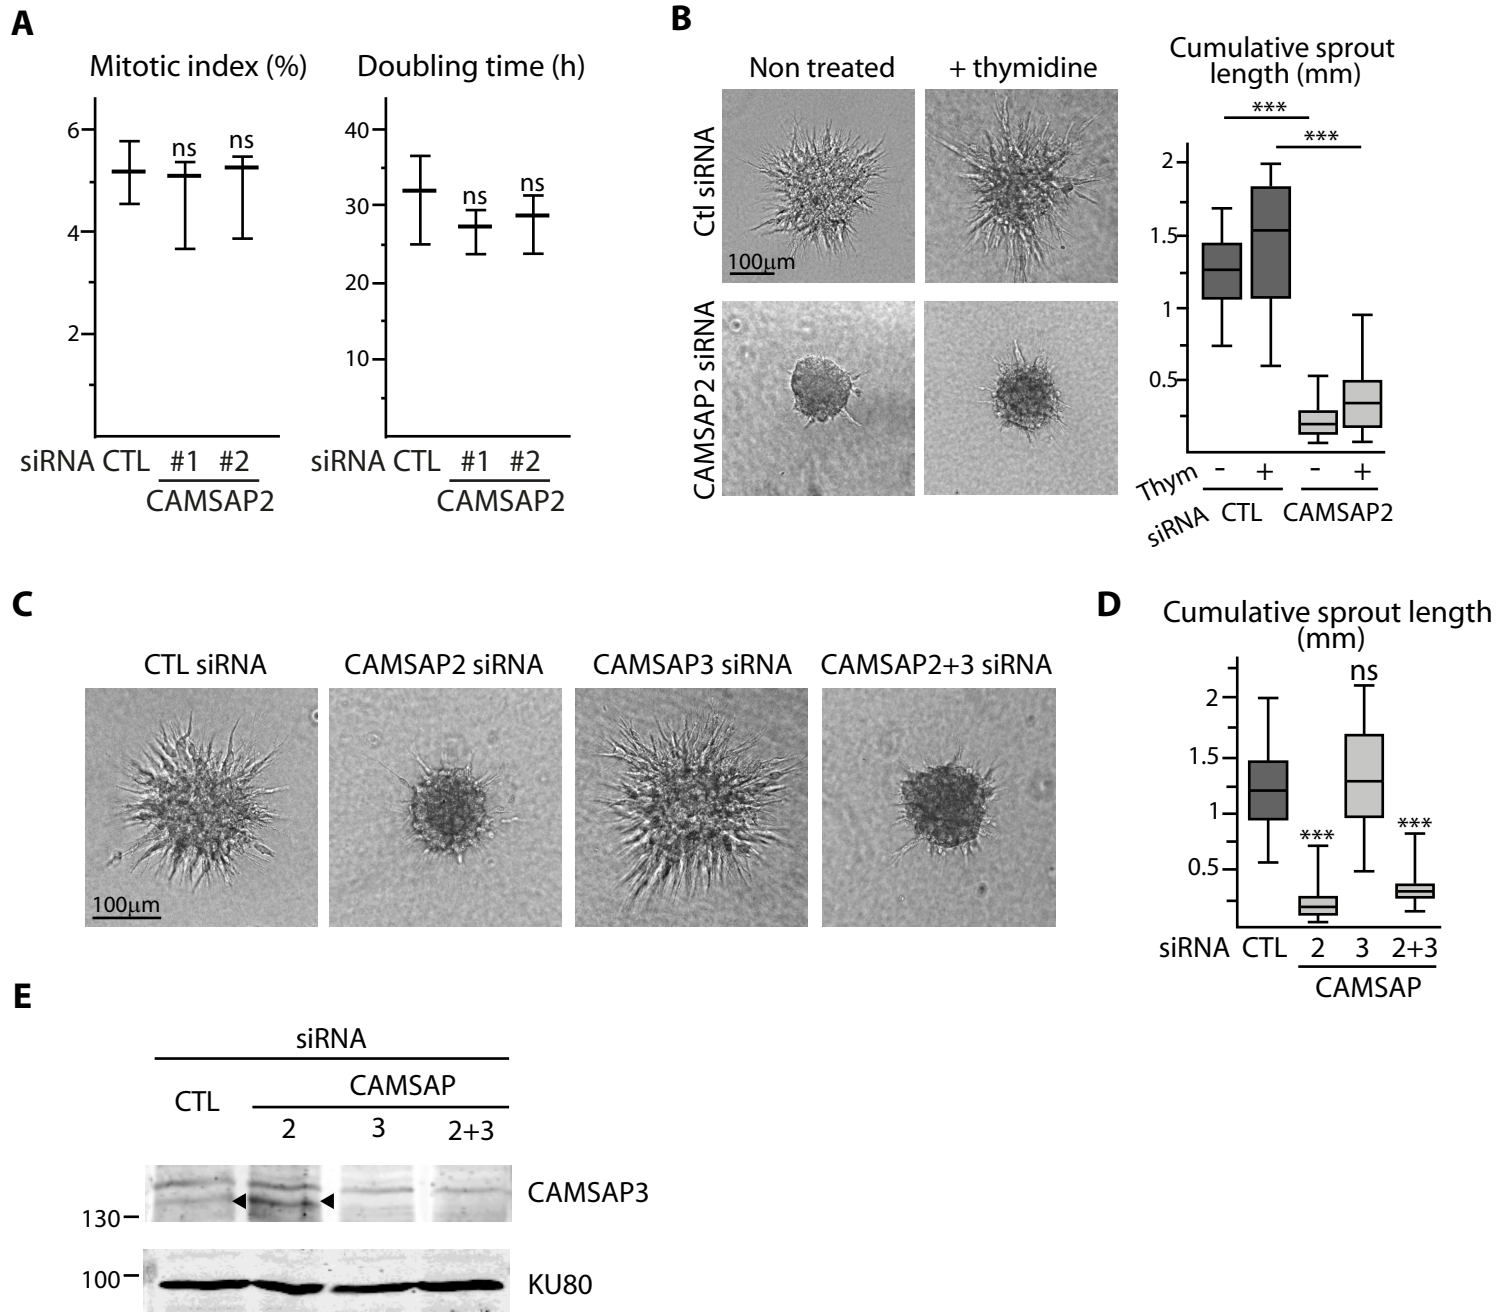 A
Mitotic index (%)
6
4
2
ns
ns
siRNA CTL #1 #2
CAMSAP2
Doubling time (h)
40
30
20
10
ns
ns
siRNA CTL #1 #2
CAMSAP2
B
Non treated
+ thymidine
Ctl siRNA
100μm
CAMSAP2 siRNA
Cumulative sprout
length (mm)
***
***
2
1.5
1
0.5
Thym - + - +
siRNA CTL CAMSAP2
C
CTL siRNA
CAMSAP2 siRNA
CAMSAP3 siRNA
CAMSAP2+3 siRNA
100μm
D
Cumulative sprout length
(mm)
ns
2
1.5
1
0.5
***
***
siRNA CTL 2 3 2+3
CAMSAP
E
siRNA
CTL
CAMSAP
2 3 2+3
CAMSAP3
130
100
KU80